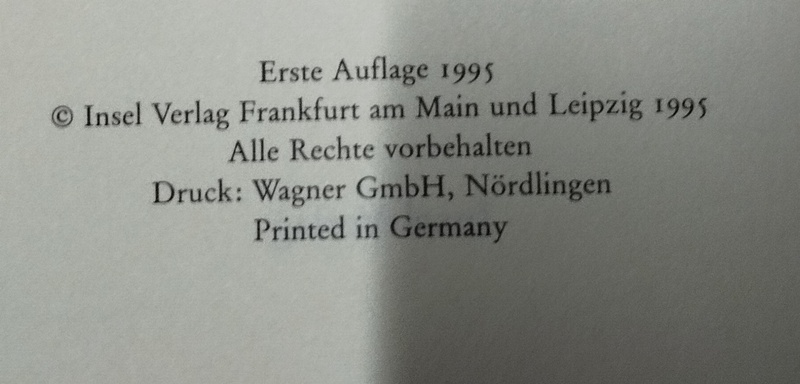 Erste Auflage 1995
© Insel Verlag Frankfurt am Main und Leipzig 1995
Alle Rechte vorbehalten
Druck: Wagner GmbH, Nördlingen
Printed in Germany